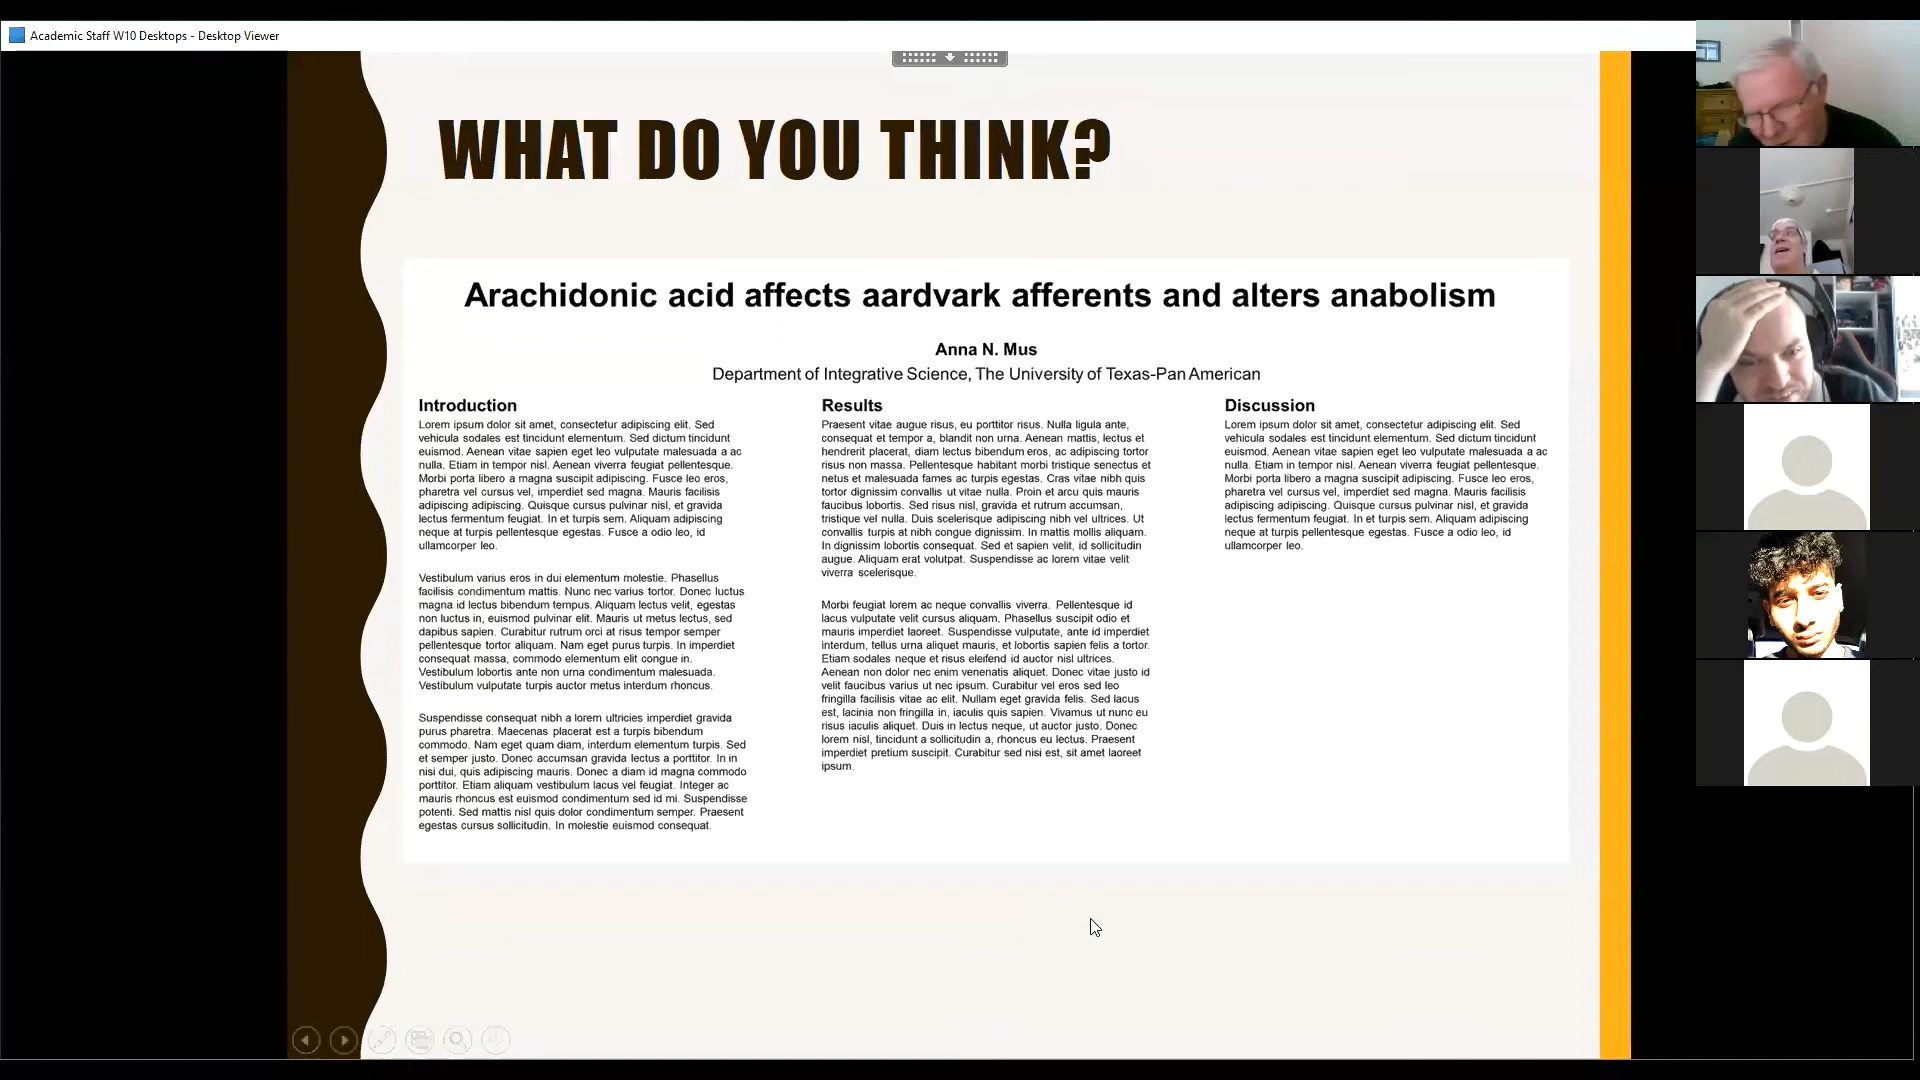 Academic Staff W10 Desktops - Desktop Viewer
WHAT DO YOU THINK?
Arachidonic acid affects aardvark afferents and alters anabolism
Anna N. Mus
Department of Integrative Science, The University of Texas-Pan American
Introduction
Lorem ipsum dolor sit amet, consectetur adipiscing elit. Sed
vehicula sodales est tincidunt elementum. Sed dictum tincidunt
euismod. Aenean vitae sapien eget leo vulputate malesuada a ac
nulla. Etiam in tempor nisl. Aenean viverra feugiat pellentesque.
Morbi porta libero a magna suscipit adipiscing. Fusce leo eros,
pharetra vel cursus vel, imperdiet sed magna. Mauris facilisis
adipiscing adipiscing. Quisque cursus pulvinar nisl, et gravida
lectus fermentum feugiat. In et turpis sem. Aliquam adipiscing
neque at turpis pellentesque egestas. Fusce a odio leo, id
ullamcorper leo.
Vestibulum varius eros in dui elementum molestie. Phasellus
facilisis condimentum mattis. Nunc nec varius tortor. Donec luctus
magna id lectus bibendum tempus. Aliquam lectus velit, egestas
non luctus in, euismod pulvinar elit. Mauris ut metus lectus, sed
dapibus sapien. Curabitur rutrum orci at risus tempor semper
pellentesque tortor aliquam. Nam eget purus turpis. In imperdiet
consequat massa, commodo elementum elit congue in.
Vestibulum lobortis ante non urna condimentum malesuada.
Vestibulum vulputate turpis auctor metus interdum rhoncus.
Suspendisse consequat nibh a lorem ultricies imperdiet gravida
purus pharetra. Maecenas placerat est a turpis bibendum
commodo. Nam eget quam diam, interdum elementum turpis. Sed
et semper justo. Donec accumsan gravida lectus a porttitor. In in
nisi dui, quis adipiscing mauris. Donec a diam id magna commodo
porttitor. Etiam aliquam vestibulum lacus vel feugiat. Integer ac
mauris rhoncus est euismod condimentum sed id mi. Suspendisse
potenti. Sed mattis nisl quis dolor condimentum semper. Praesent
egestas cursus sollicitudin. In molestie euismod consequat.
Results
Praesent vitae augue risus, eu porttitor risus. Nulla ligula ante,
consequat et tempor a, blandit non urna. Aenean mattis, lectus et
hendrerit placerat, diam lectus bibendum eros, ac adipiscing tortor
risus non massa. Pellentesque habitant morbi tristique senectus et
netus et malesuada fames ac turpis egestas. Cras vitae nibh quis
tortor dignissim convallis ut vitae nulla. Proin et arcu quis mauris
faucibus lobortis. Sed risus nisl, gravida et rutrum accumsan,
tristique vel nulla. Duis scelerisque adipiscing nibh vel ultrices. Ut
convallis turpis at nibh congue dignissim. In mattis mollis aliquam.
In dignissim lobortis consequat. Sed et sapien velit, id sollicitudin
augue. Aliquam erat volutpat. Suspendisse ac lorem vitae velit
viverra scelerisque.
Morbi feugiat lorem ac neque convallis viverra. Pellentesque id
lacus vulputate velit cursus aliquam. Phasellus suscipit odio et
mauris imperdiet laoreet. Suspendisse vulputate, ante id imperdiet
interdum, tellus urna aliquet mauris, et lobortis sapien felis a tortor.
Etiam sodales neque et risus eleifend id auctor nisl ultrices.
Aenean non dolor nec enim venenatis aliquet. Donec vitae justo id
velit faucibus varius ut nec ipsum. Curabitur vel eros sed leo
fringilla facilisis vitae ac elit. Nullam eget gravida felis. Sed lacus
est, lacinia non fringilla in, iaculis quis sapien. Vivamus ut nunc eu
risus iaculis aliquet. Duis in lectus neque, ut auctor justo. Donec
lorem nisl, tincidunt a sollicitudin a, rhoncus eu lectus. Praesent
imperdiet pretium suscipit. Curabitur sed nisi est, sit amet laoreet
ipsum.
Discussion
Lorem ipsum dolor sit amet, consectetur adipiscing elit. Sed
vehicula sodales est tincidunt elementum. Sed dictum tincidunt
euismod. Aenean vitae sapien eget leo vulputate malesuada a ac
nulla. Etiam in tempor nisl. Aenean viverra feugiat pellentesque.
Morbi porta libero a magna suscipit adipiscing. Fusce leo eros,
pharetra vel cursus vel, imperdiet sed magna. Mauris facilisis
adipiscing adipiscing. Quisque cursus pulvinar nisl, et gravida
lectus fermentum feugiat. In et turpis sem. Aliquam adipiscing
neque at turpis pellentesque egestas. Fusce a odio leo, id
ullamcorper leo.